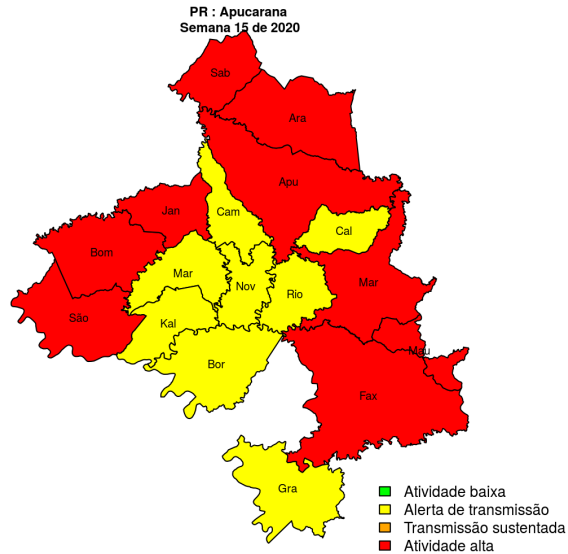 PR : Apucarana
Semana 15 de 2020
Sab
Ara
Apu
Jan
Cam
Cal
Bom
Mar
Nov
Rio
Mar
São
Kal
Mau
Bor
Fax
Gra
Atividade baixa
Alerta de transmissão
Transmissão sustentada
Atividade alta